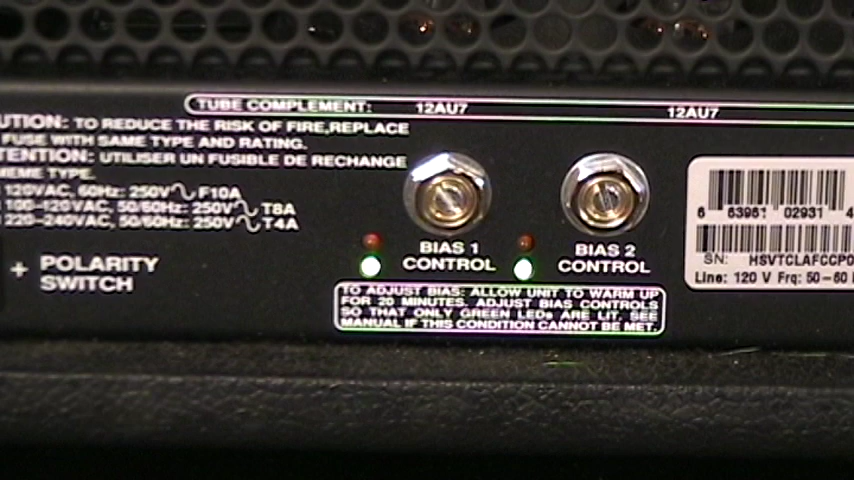 TUBE COMPLEMENT: 12AU7 12AU7
UTION: TO REDUCE THE RISK OF FIRE, REPLACE
FUSE WITH SAME TYPE AND RATING.
TENTION: UTILISER UN FUSIBLE DE RECHANGE
MEME TYPE.
120VAC, 60Hz: 250V F10A
100-120VAC, 50/60Hz: 250V T8A
220-240VAC, 50/60Hz: 250V T4A
+ POLARITY
SWITCH
BIAS 1
CONTROL
BIAS 2
CONTROL
TO ADJUST BIAS: ALLOW UNIT TO WARM UP
FOR 20 MINUTES. ADJUST BIAS CONTROLS
SO THAT ONLY GREEN LEDs ARE LIT. SEE
MANUAL IF THIS CONDITION CANNOT BE MET.
6 63961 02931 4
SN: HSVTCLAFCCP0
Line: 120 V Frq: 50-60